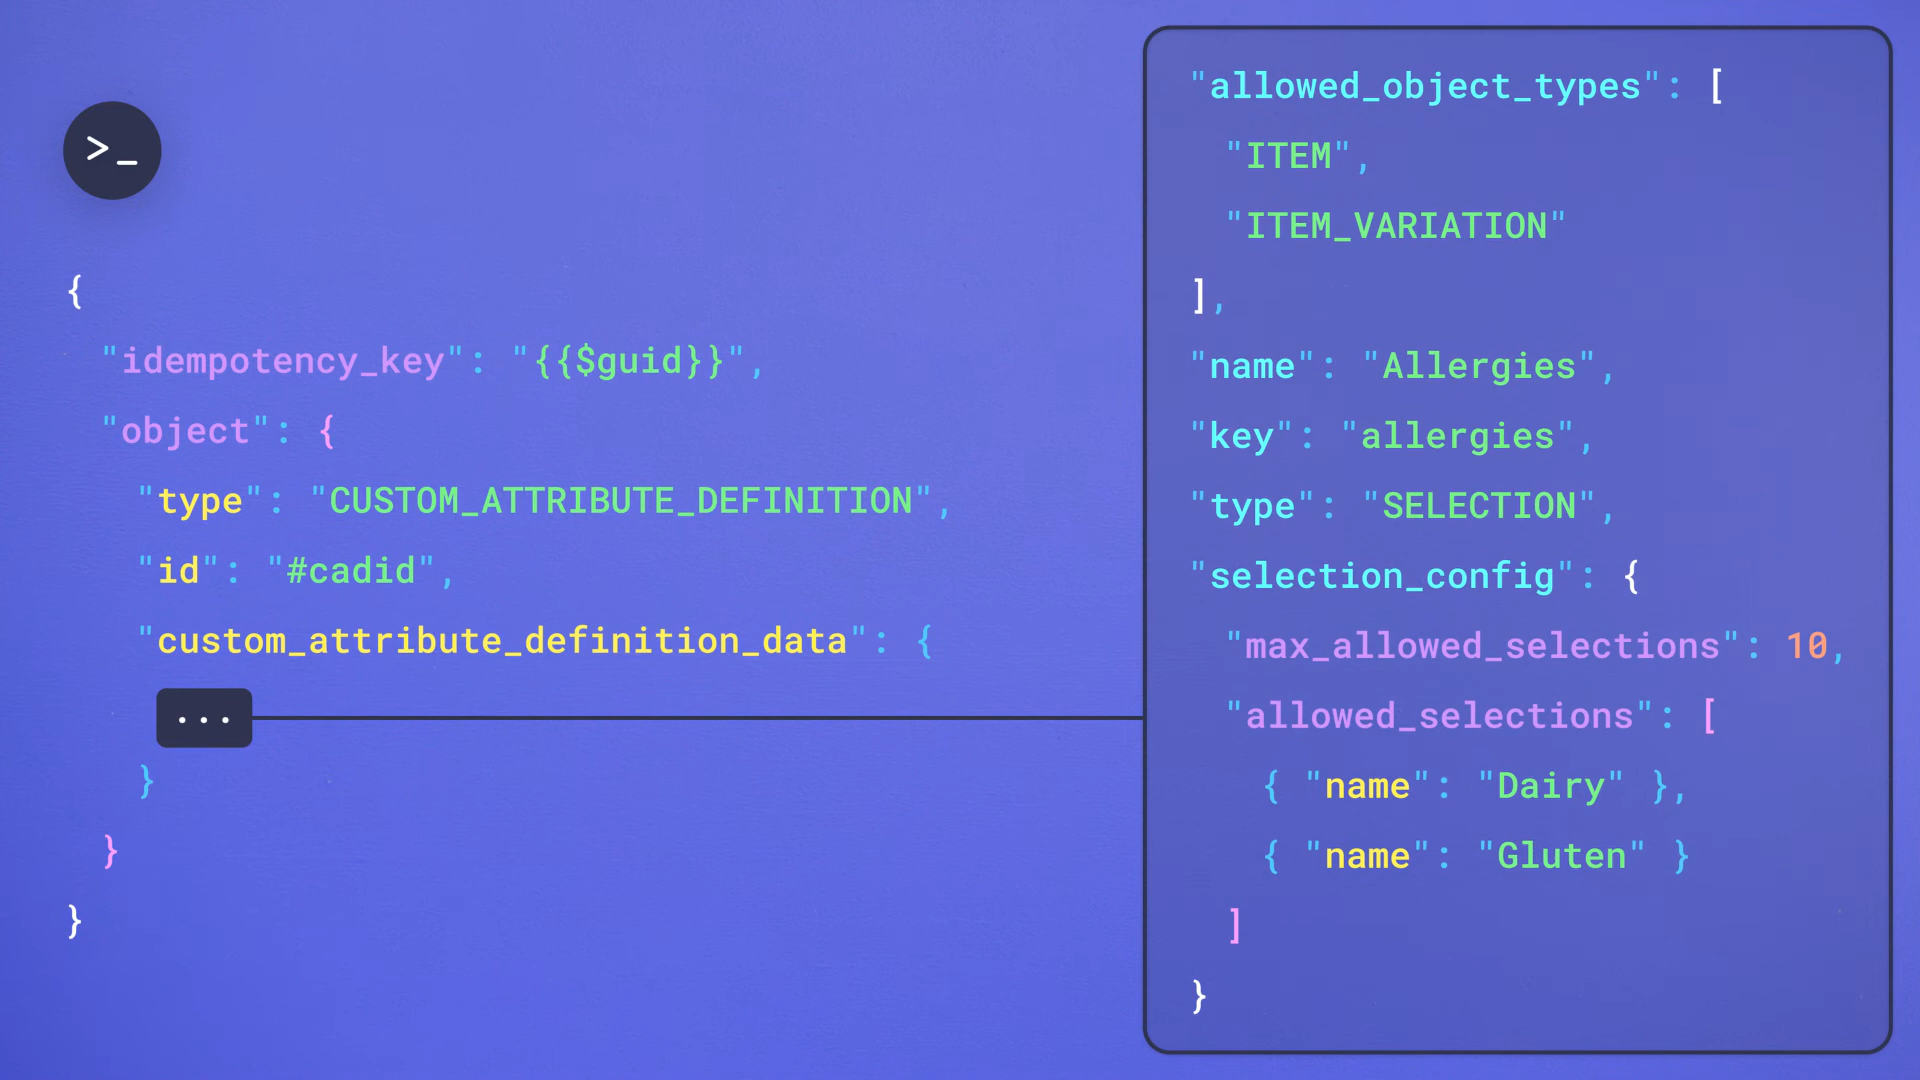 >_
{
"idempotency_key": "{{$guid}}",
"object": {
"type": "CUSTOM_ATTRIBUTE_DEFINITION",
"id": "#cadid",
"custom_attribute_definition_data": {
...
}
}
}
"allowed_object_types": [
"ITEM",
"ITEM_VARIATION"
],
"name": "Allergies",
"key": "allergies",
"type": "SELECTION",
"selection_config": {
"max_allowed_selections": 10,
"allowed_selections": [
{ "name": "Dairy" },
{ "name": "Gluten" }
]
}